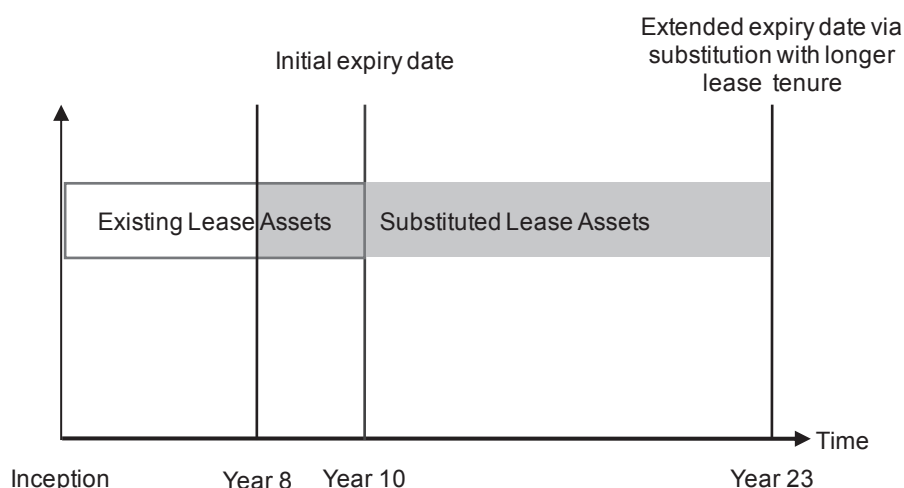 Extended expiry date via
substitution with longer
lease tenure
Initial expiry date
Existing Lease Assets
Substituted Lease Assets
Time
Inception
Year 8
Year 10
Year 23